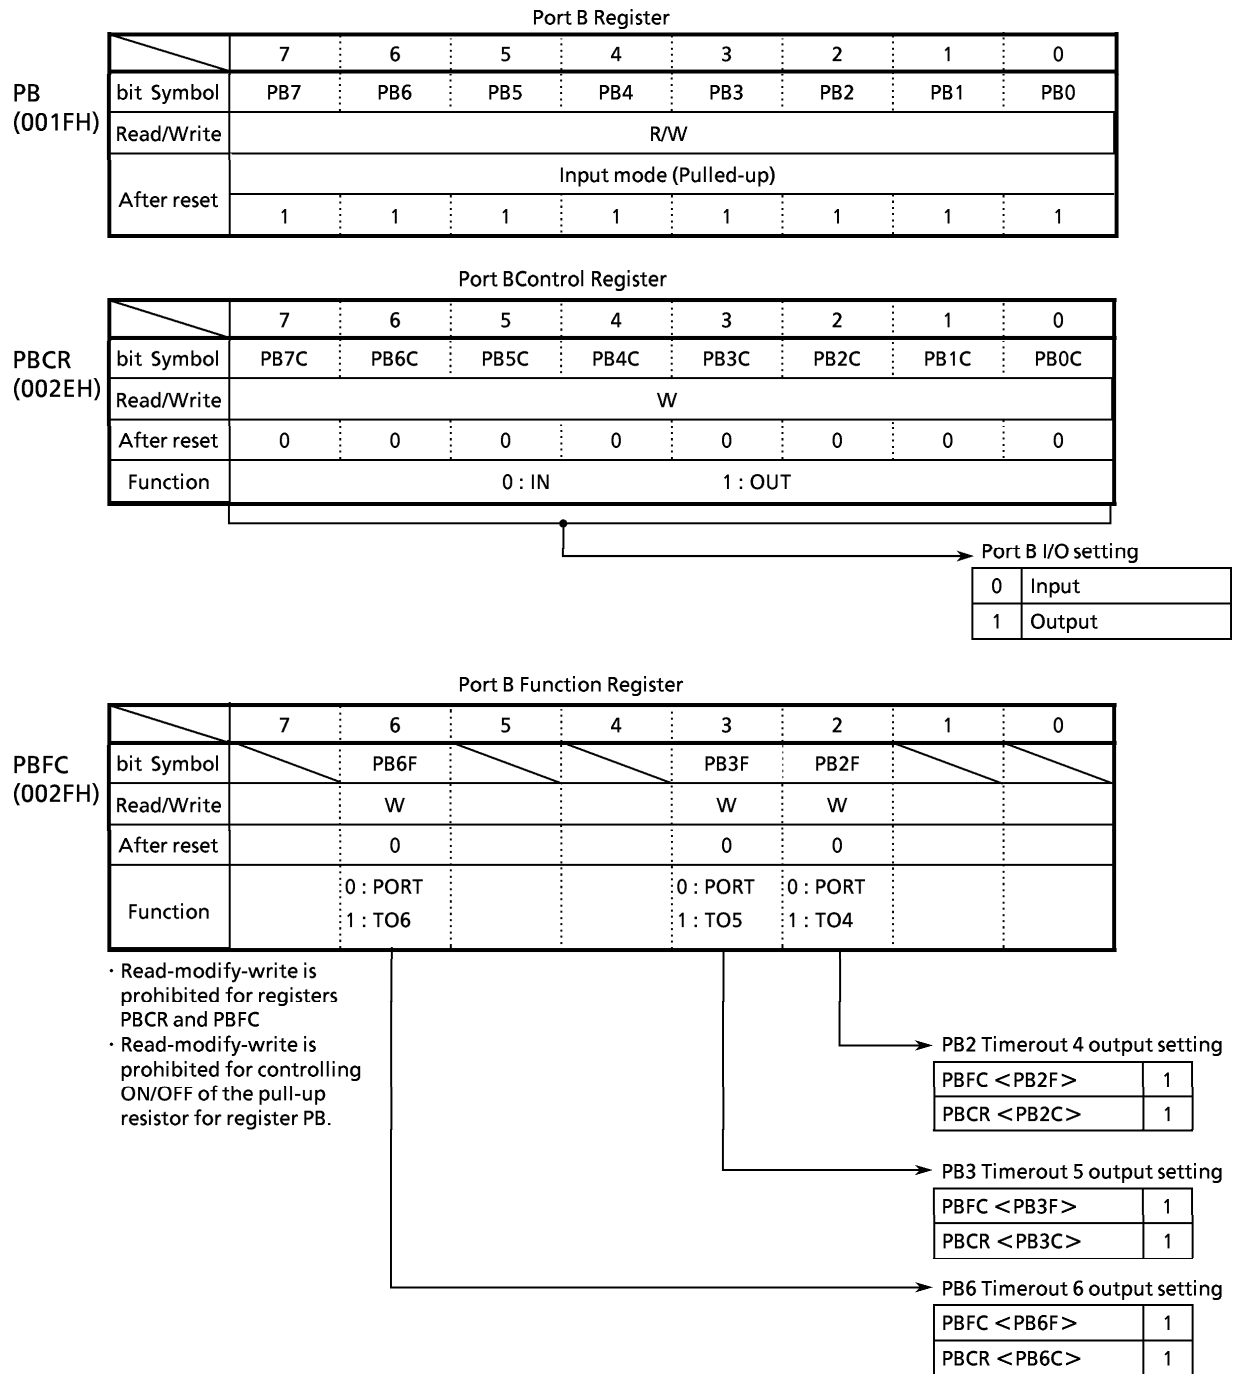 Port B Register
7 6 5 4 3 2 1 0
PB
(001FH)
bit Symbol PB7 PB6 PB5 PB4 PB3 PB2 PB1 PB0
Read/Write R/W
After reset Input mode (Pulled-up)
1 1 1 1 1 1 1 1
Port BControl Register
7 6 5 4 3 2 1 0
PBCR
(002EH)
bit Symbol PB7C PB6C PB5C PB4C PB3C PB2C PB1C PB0C
Read/Write W
After reset 0 0 0 0 0 0 0 0
Function 0 : IN 1 : OUT
Port B I/O setting
0 Input
1 Output
Port B Function Register
7 6 5 4 3 2 1 0
PBFC
(002FH)
bit Symbol PB6F PB3F PB2F
Read/Write W W W
After reset 0 0 0
Function
0 : PORT 0 : PORT 0 : PORT
1 : TO6 1 : TO5 1 : TO4
· Read-modify-write is
prohibited for registers
PBCR and PBFC
· Read-modify-write is
prohibited for controlling
ON/OFF of the pull-up
resistor for register PB.
PB2 Timerout 4 output setting
PBFC <PB2F> 1
PBCR <PB2C> 1
PB3 Timerout 5 output setting
PBFC <PB3F> 1
PBCR <PB3C> 1
PB6 Timerout 6 output setting
PBFC <PB6F> 1
PBCR <PB6C> 1